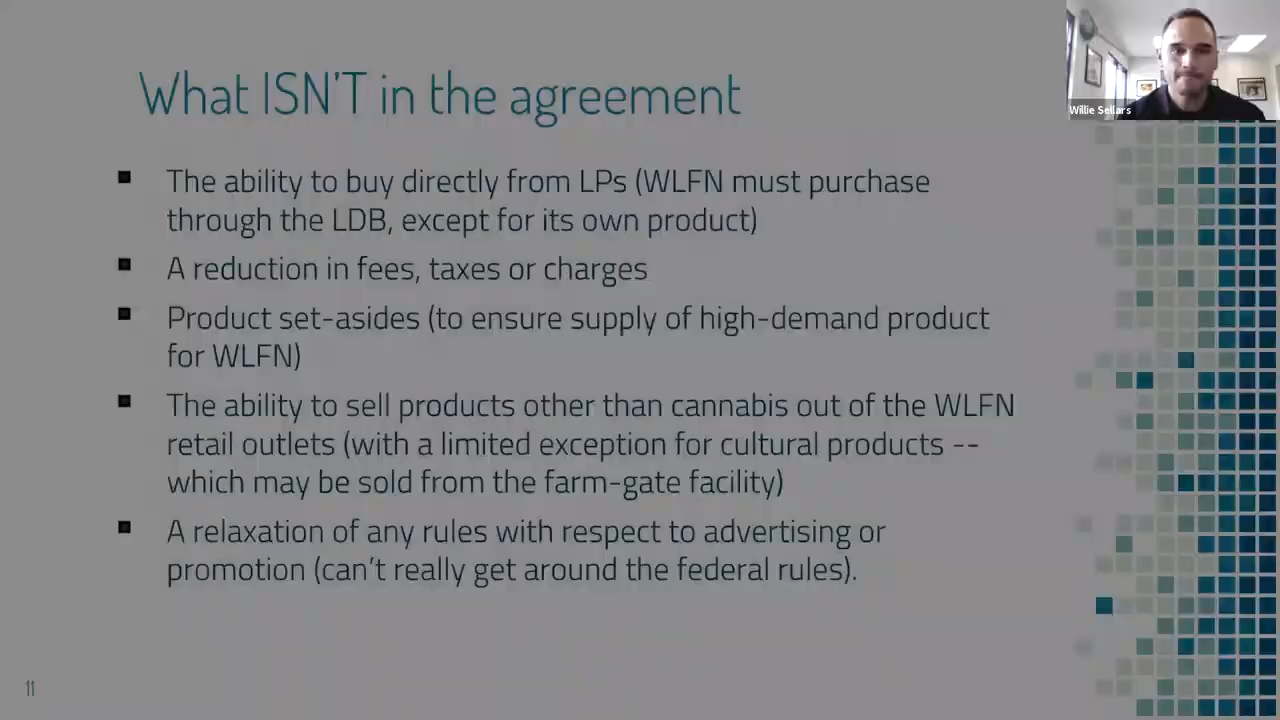 What ISN'T in the agreement
Willie Sellars
▪ The ability to buy directly from LPs (WLFN must purchase
through the LDB, except for its own product)
▪ A reduction in fees, taxes or charges
▪ Product set-asides (to ensure supply of high-demand product
for WLFN)
▪ The ability to sell products other than cannabis out of the WLFN
retail outlets (with a limited exception for cultural products --
which may be sold from the farm-gate facility)
▪ A relaxation of any rules with respect to advertising or
promotion (can't really get around the federal rules).
11